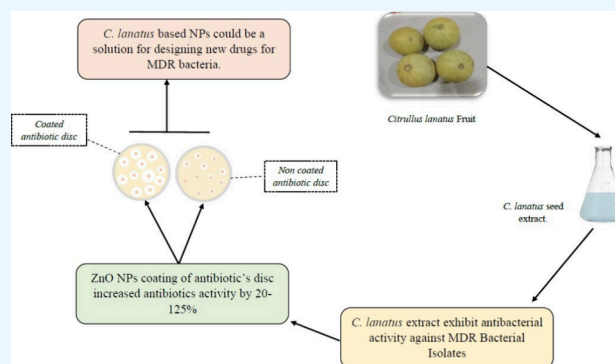 C. lanatus based NPs could be a
solution for designing new drugs for
MDR bacteria.
Citrullus lanatus Fruit
Coated
antibiotic disc
Non coated
antibiotic disc
C. lanatus seed
extract.
ZnO NPs coating of antibiotic's disc
increased antibiotics activity by 20-
125%
C. lanatus extract exhibit antibacterial
activity against MDR Bacterial
Isolates